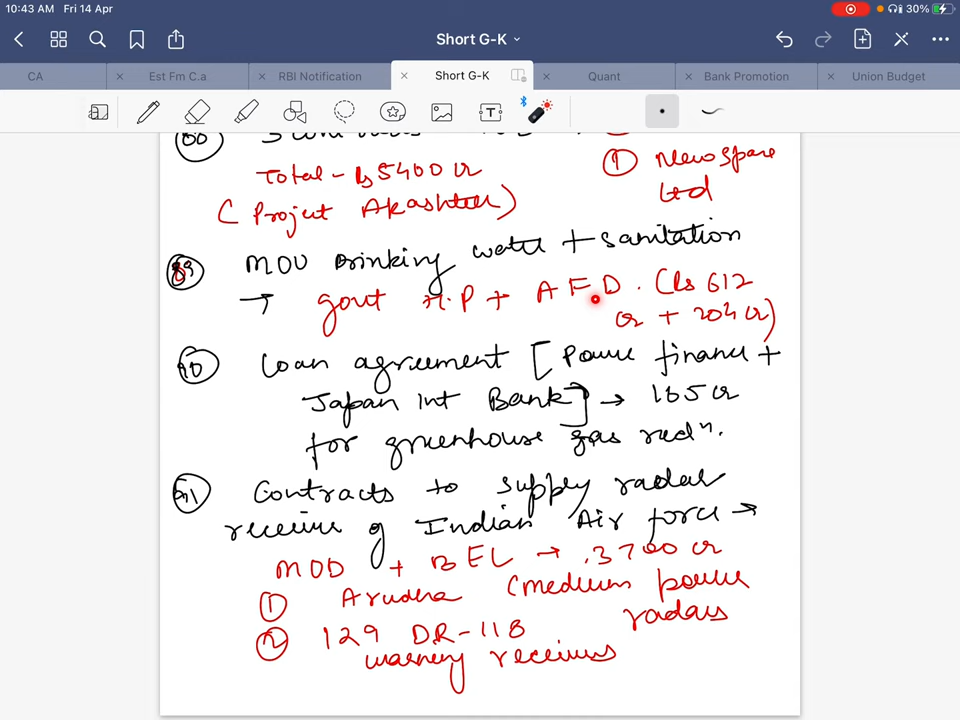 10:43 AM Fri 14 Apr 30%
Short G-K
CA Est Fm C.a RBI Notification Short G-K Quant Bank Promotion Union Budget
Total - Rs 5400 cr
① Newspace
Ltd
( Project Akashteer )
89 MOU Drinking water + sanitation
→ govt H.P + AFD. (Rs 612
cr + 204 cr)
90 Loan agreement [Power finance +
Japan int Bank] → 165 cr
for greenhouse gas redⁿ.
91 Contracts to supply radar
receiver of Indian Air force →
MOD + BEL → 3700 cr
① Arudhra (medium power
radars
② 129 DR-118
warning receivers